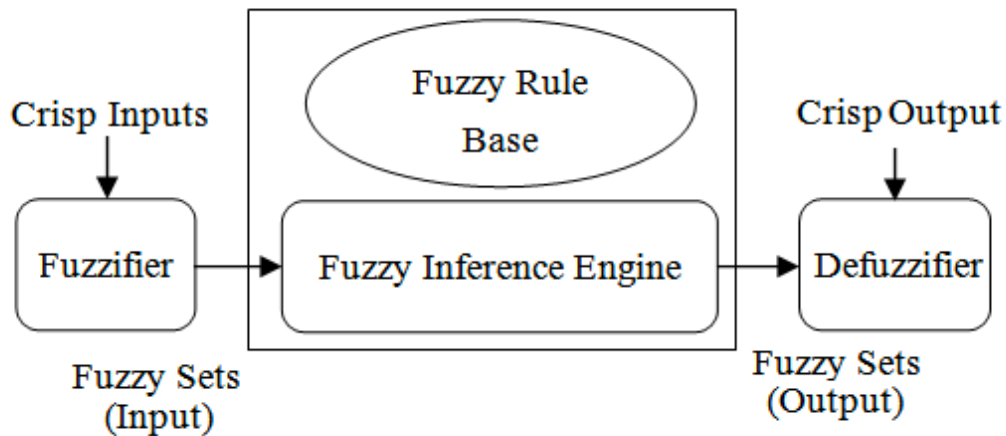 Fuzzy Rule
Base
Crisp Inputs
Crisp Output
Fuzzifier
Fuzzy Inference Engine
Defuzzifier
Fuzzy Sets
(Input)
Fuzzy Sets
(Output)